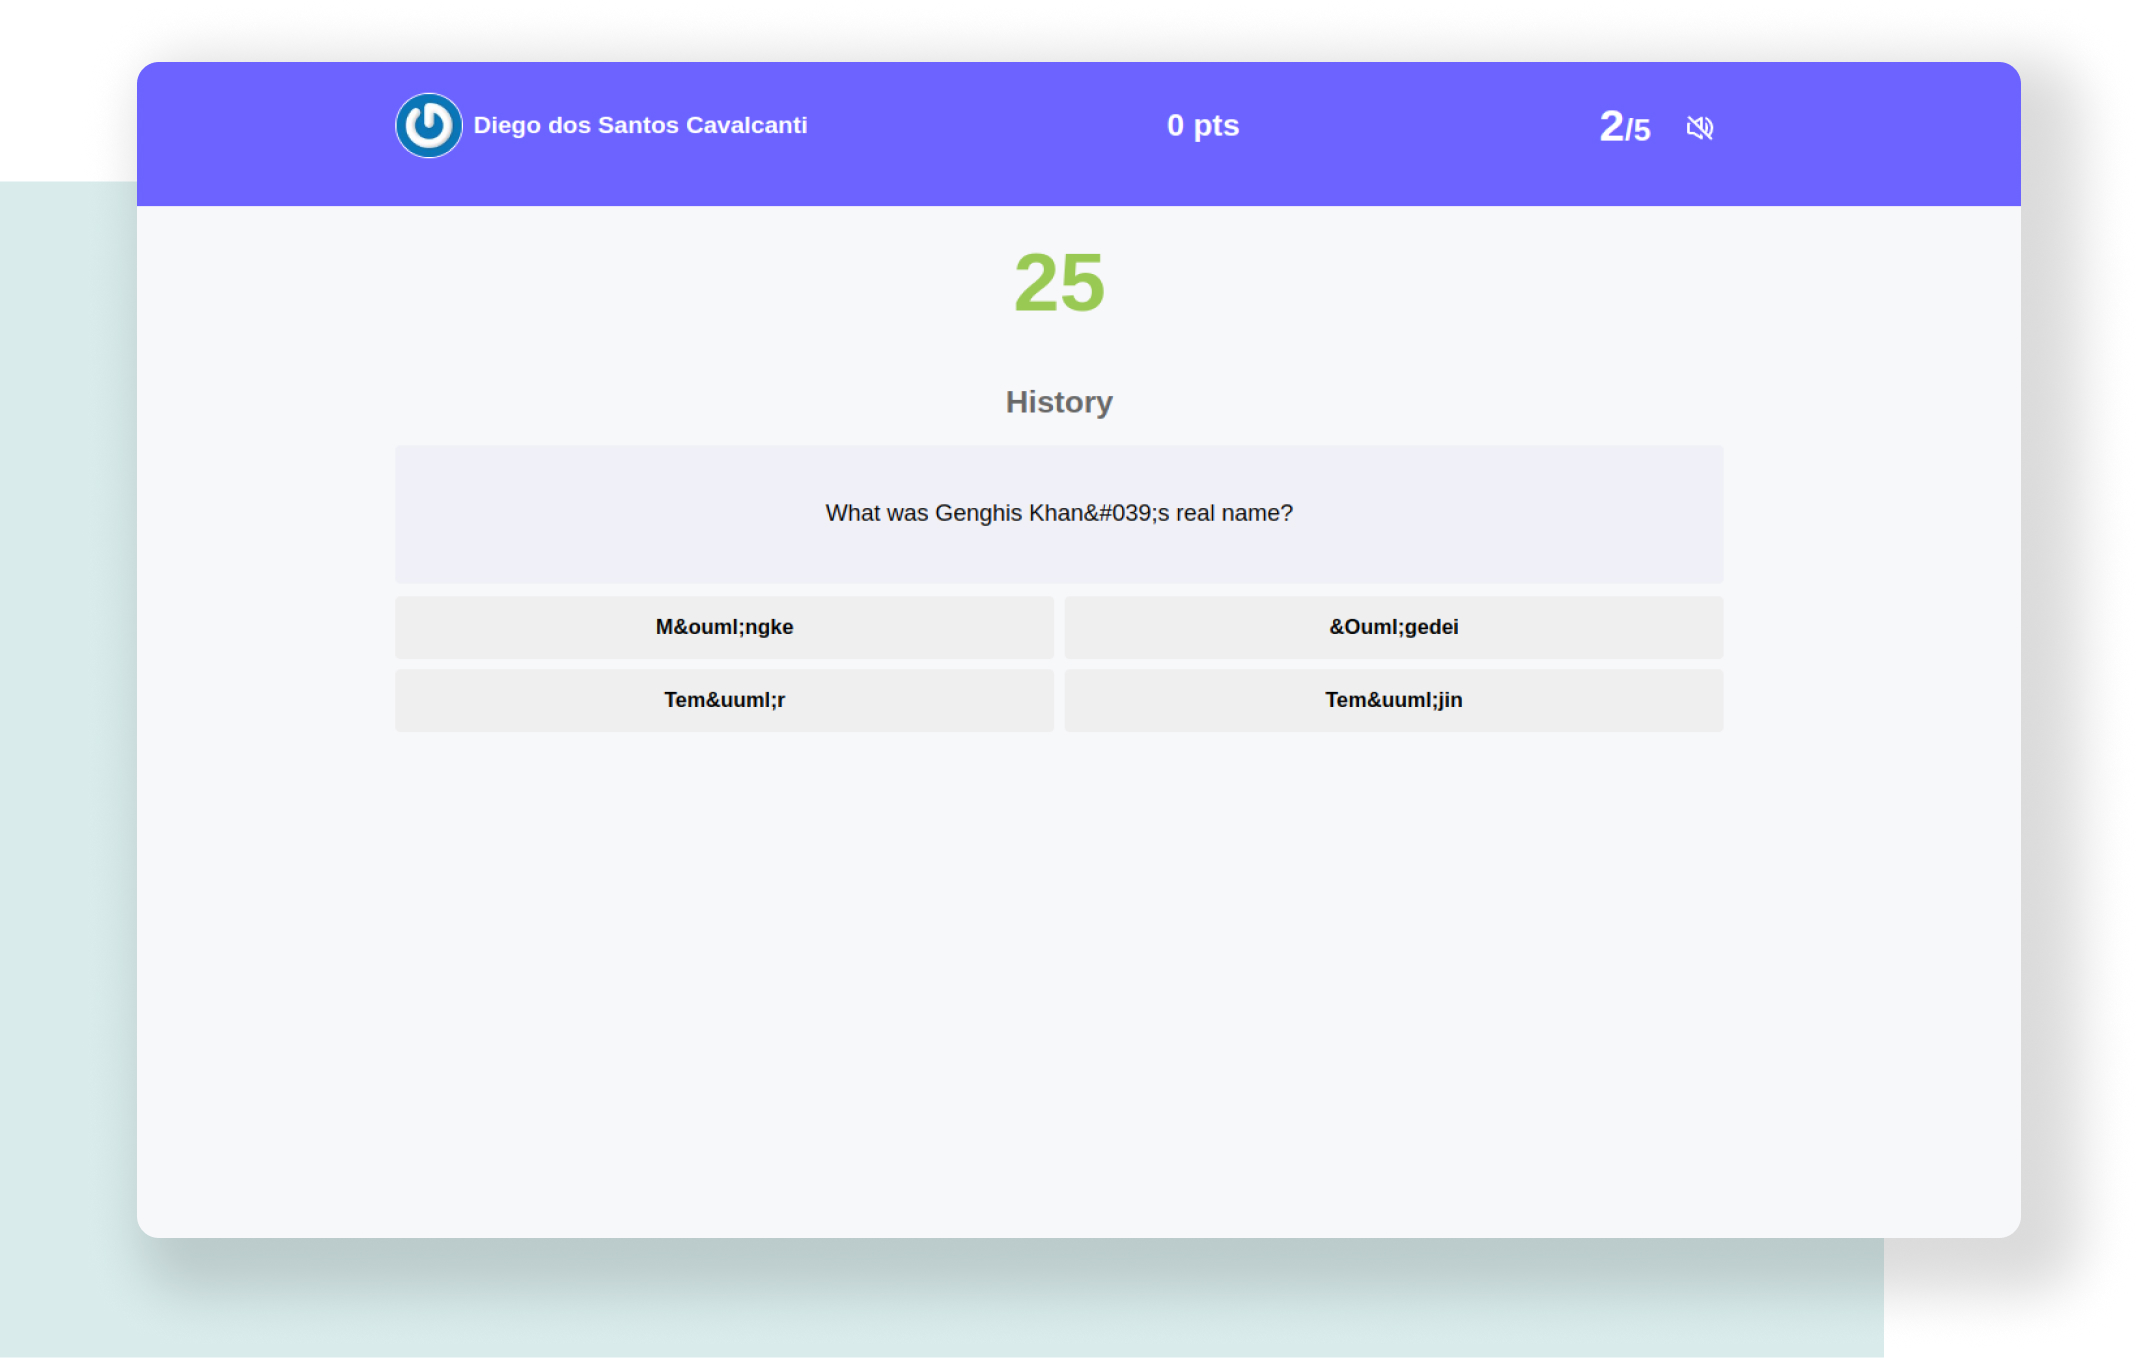 Diego dos Santos Cavalcanti
0 pts
2/5
25
History
What was Genghis Khan&#039;s real name?
M&ouml;ngke
&Ouml;gedei
Tem&uuml;r
Tem&uuml;jin